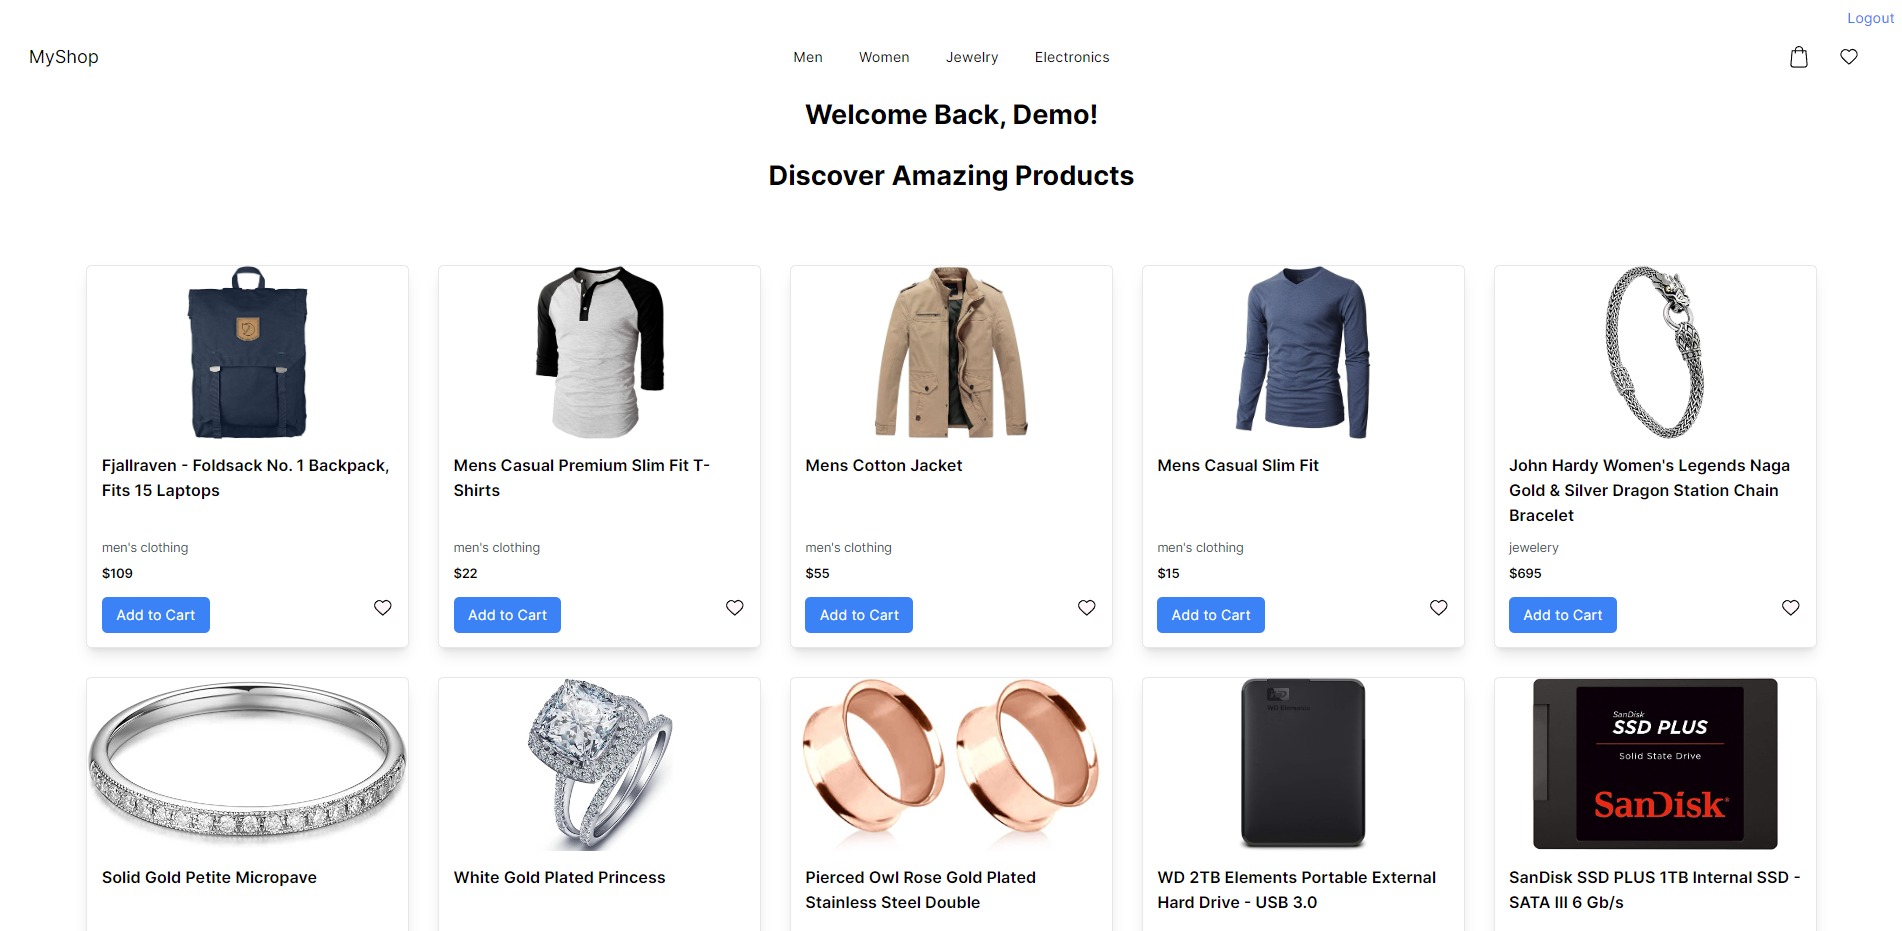 Logout
MyShop
Men
Women
Jewelry
Electronics
Welcome Back, Demo!
Discover Amazing Products
Fjallraven - Foldsack No. 1 Backpack,
Fits 15 Laptops
men's clothing
$109
Add to Cart
Mens Casual Premium Slim Fit T-
Shirts
men's clothing
$22
Add to Cart
Mens Cotton Jacket
men's clothing
$55
Add to Cart
Mens Casual Slim Fit
men's clothing
$15
Add to Cart
John Hardy Women's Legends Naga
Gold & Silver Dragon Station Chain
Bracelet
jewelery
$695
Add to Cart
Solid Gold Petite Micropave
White Gold Plated Princess
Pierced Owl Rose Gold Plated
Stainless Steel Double
WD
WD Elements
WD 2TB Elements Portable External
Hard Drive - USB 3.0
SanDisk
SSD PLUS
Solid State Drive
SanDisk
SanDisk SSD PLUS 1TB Internal SSD -
SATA III 6 Gb/s